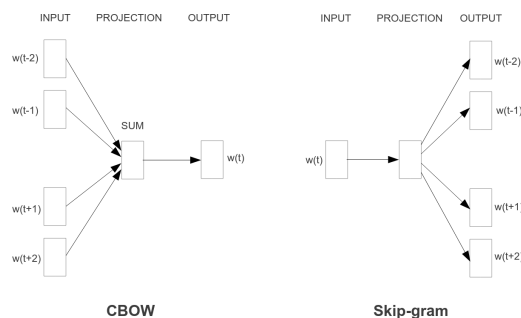 INPUT PROJECTION OUTPUT
w(t-2)
w(t-1)
SUM
w(t)
w(t+1)
w(t+2)
CBOW
INPUT PROJECTION OUTPUT
w(t-2)
w(t-1)
w(t)
w(t+1)
w(t+2)
Skip-gram